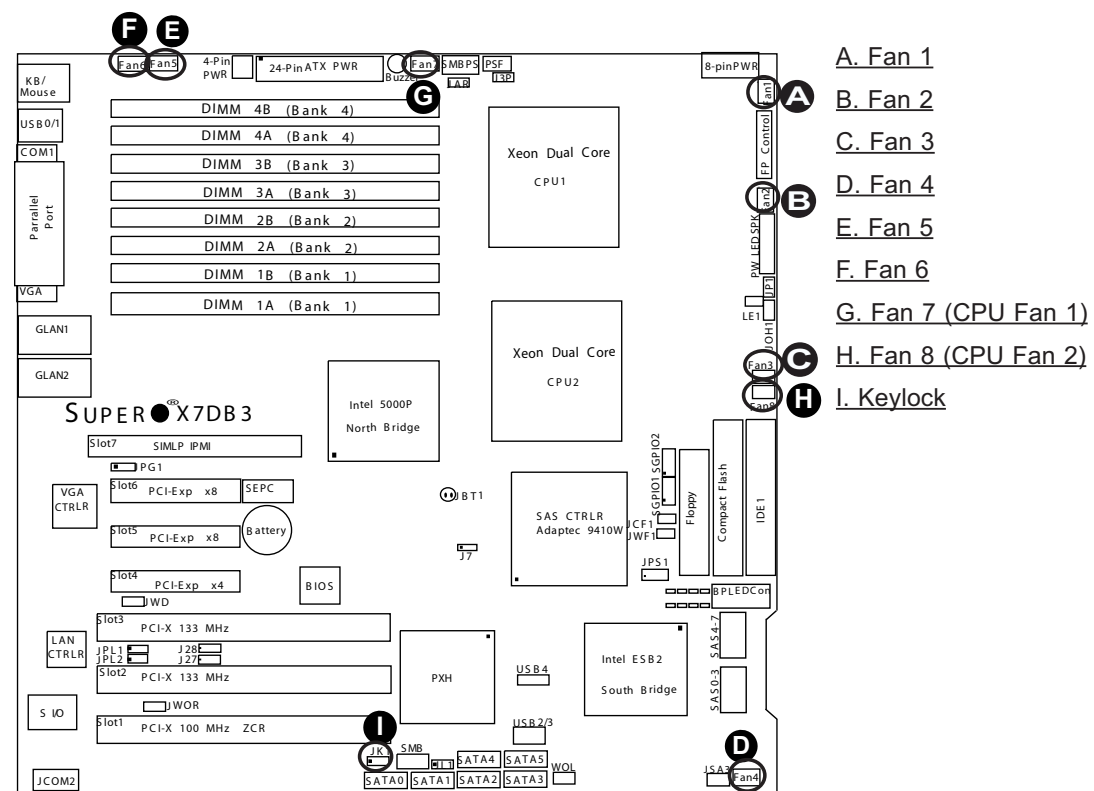 F E
Fan6 Fan5
4-Pin PWR
24-Pin ATX PWR
Buzzer
Fan7
G
SMBPS
PSF
J3P
8-pin PWR
Fan1
A
FP Control
Fan2
B
PW LED SPK
JP1
LE1
JOH1
Fan3
C
Fan8
H
KB/
Mouse
USB0/1
COM1
Parrallel
Port
VGA
GLAN1
GLAN2
DIMM 4B (Bank 4)
DIMM 4A (Bank 4)
DIMM 3B (Bank 3)
DIMM 3A (Bank 3)
DIMM 2B (Bank 2)
DIMM 2A (Bank 2)
DIMM 1B (Bank 1)
DIMM 1A (Bank 1)
Xeon Dual Core
CPU1
Xeon Dual Core
CPU2
Intel 5000P
North Bridge
SUPER ® X7DB3
Slot7 SIMLP IPMI
PG1
VGA
CTRLR
Slot6 PCI-Exp x8
SEPC
Slot5 PCI-Exp x8
Battery
Slot4 PCI-Exp x4
BIOS
JWD
Slot3 PCI-X 133 MHz
LAN
CTRLR
JPL1
JPL2
J28
J27
Slot2 PCI-X 133 MHz
S I/O
JWOR
Slot1 PCI-X 100 MHz ZCR
JCOM2
JBT1
J7
SAS CTRLR
Adaptec 9410W
SGPIO1 SGPIO2
JCF1
JWF1
JPS1
Floppy
Compact Flash
IDE1
BPLEDCon
SAS4-7
SAS0-3
PXH
USB4
USB2/3
Intel ESB2
South Bridge
I
JK1
SMB
SATA4 SATA5
SATA0 SATA1 SATA2 SATA3
WOL
D
JSA3
Fan4
A. Fan 1
B. Fan 2
C. Fan 3
D. Fan 4
E. Fan 5
F. Fan 6
G. Fan 7 (CPU Fan 1)
H. Fan 8 (CPU Fan 2)
I. Keylock